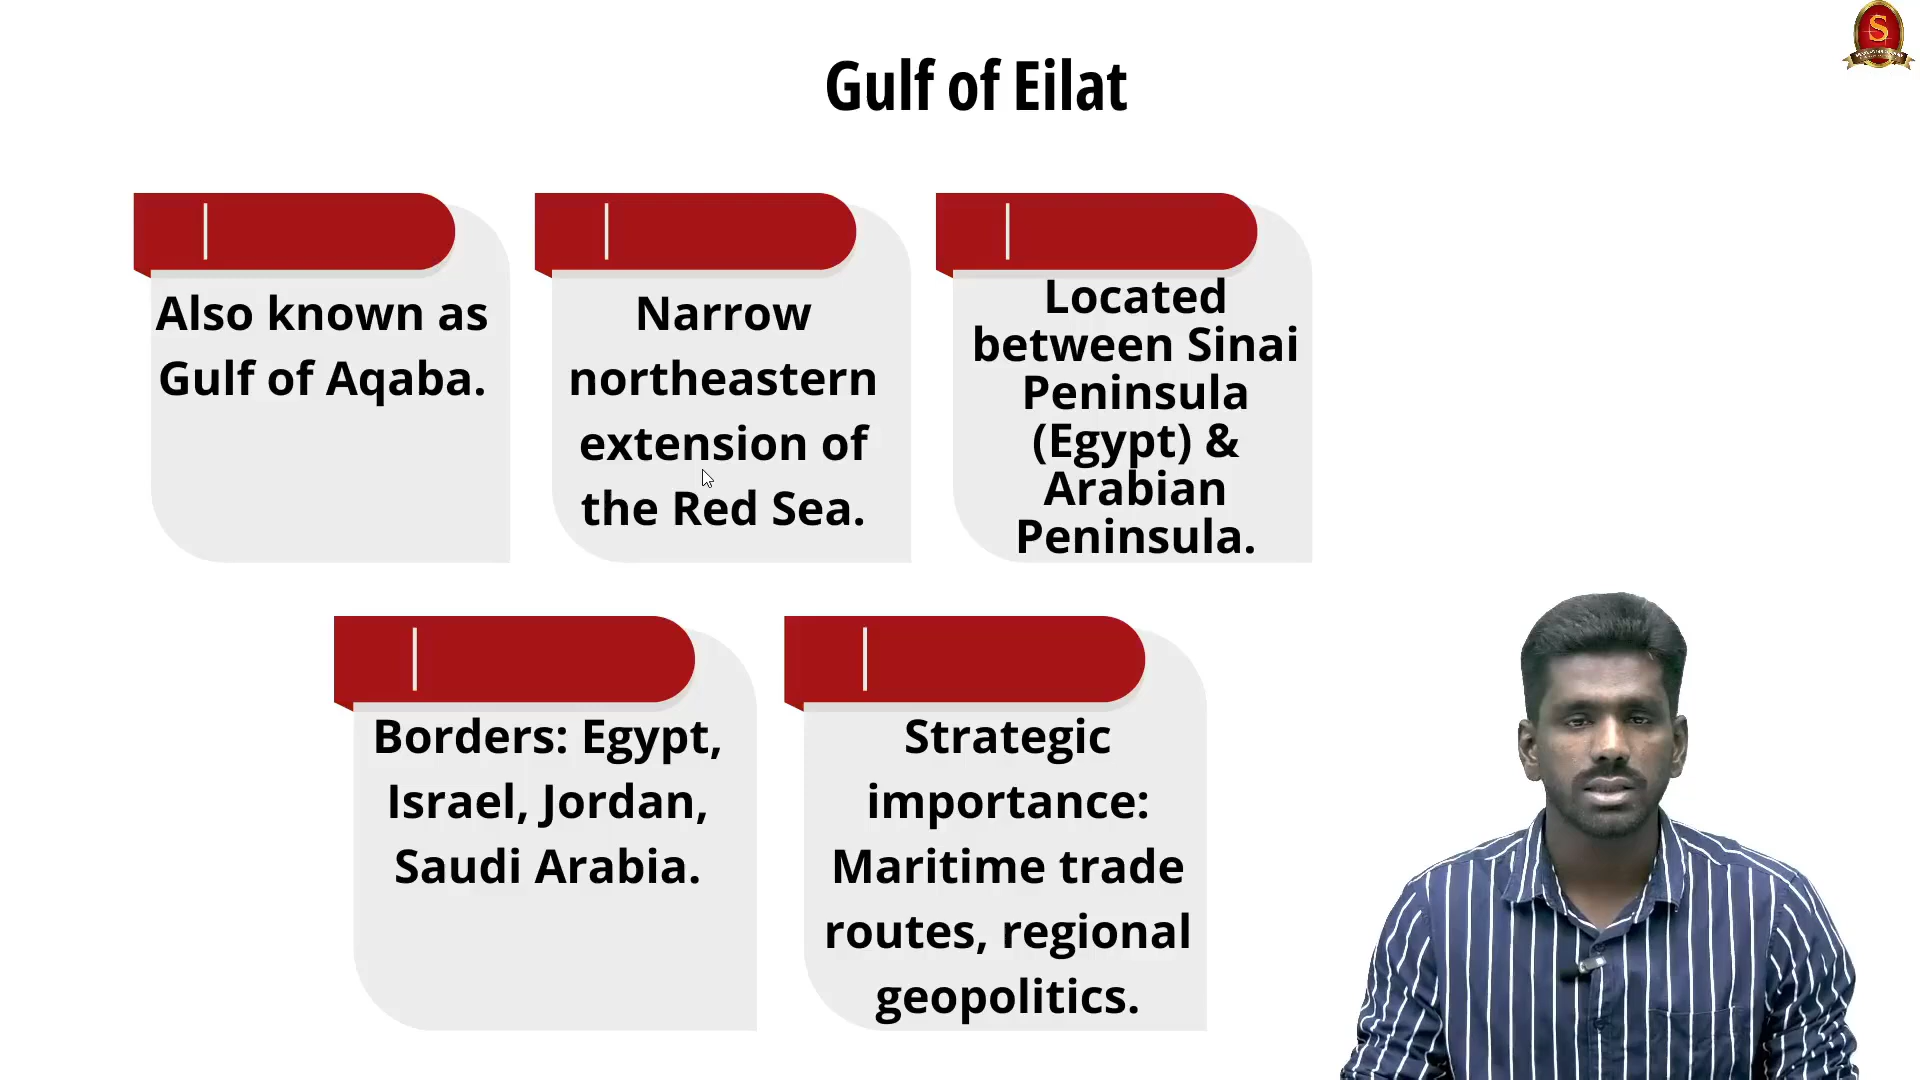 Gulf of Eilat
Also known as
Gulf of Aqaba.
Narrow
northeastern
extension of
the Red Sea.
Located
between Sinai
Peninsula
(Egypt) &
Arabian
Peninsula.
Borders: Egypt,
Israel, Jordan,
Saudi Arabia.
Strategic
importance:
Maritime trade
routes, regional
geopolitics.
S